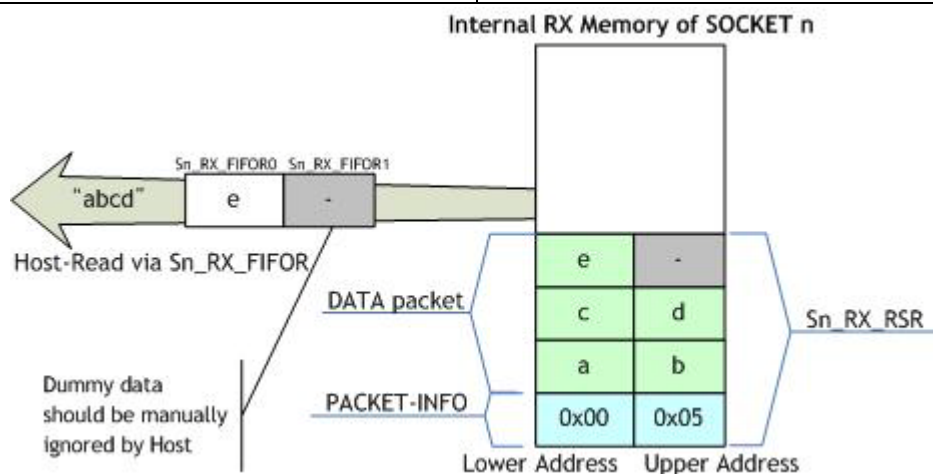 Internal RX Memory of SOCKET n
Sn_RX_FIFOR0 Sn_RX_FIFOR1
"abcd" e -
Host-Read via Sn_RX_FIFOR
e -
DATA packet
c d
Sn_RX_RSR
a b
Dummy data
should be manually
ignored by Host
PACKET-INFO
0x00 0x05
Lower Address Upper Address